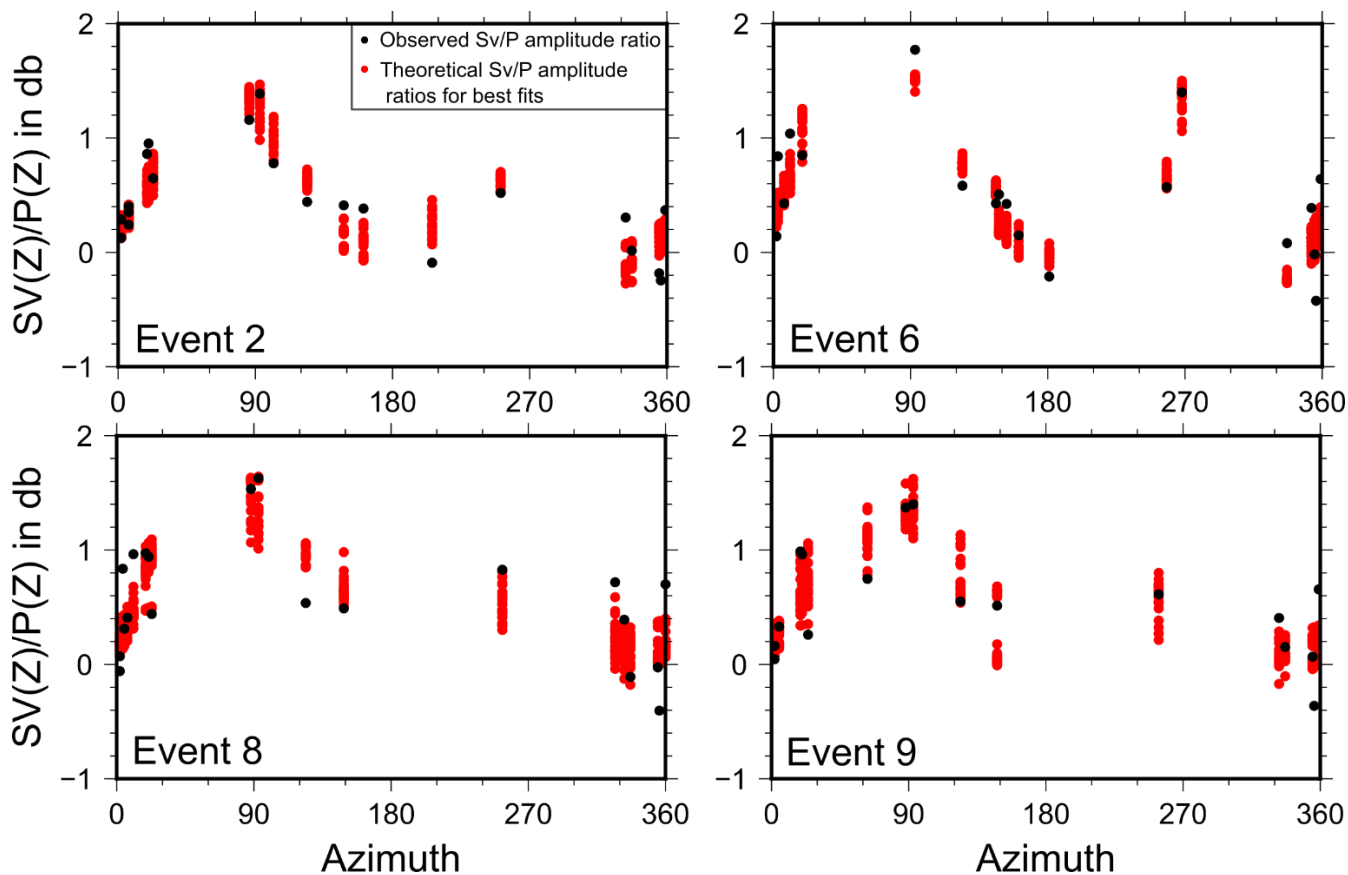 SV(Z)/P(Z) in db
2
1
0
−1
Observed Sv/P amplitude ratio
Theoretical Sv/P amplitude
ratios for best fits
Event 2
0 90 180 270 360
2
1
0
−1
Event 6
0 90 180 270 360
SV(Z)/P(Z) in db
2
1
0
−1
Event 8
0 90 180 270 360
Azimuth
2
1
0
−1
Event 9
0 90 180 270 360
Azimuth